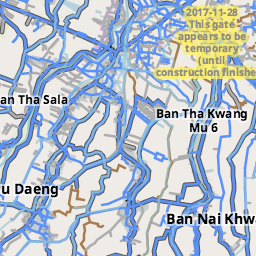 2017-11-28
This gate
appears to be
temporary
(until
construction finishe
an Tha Sala
Ban Tha Kwang
Mu 6
u Daeng
Ban Nai Khw